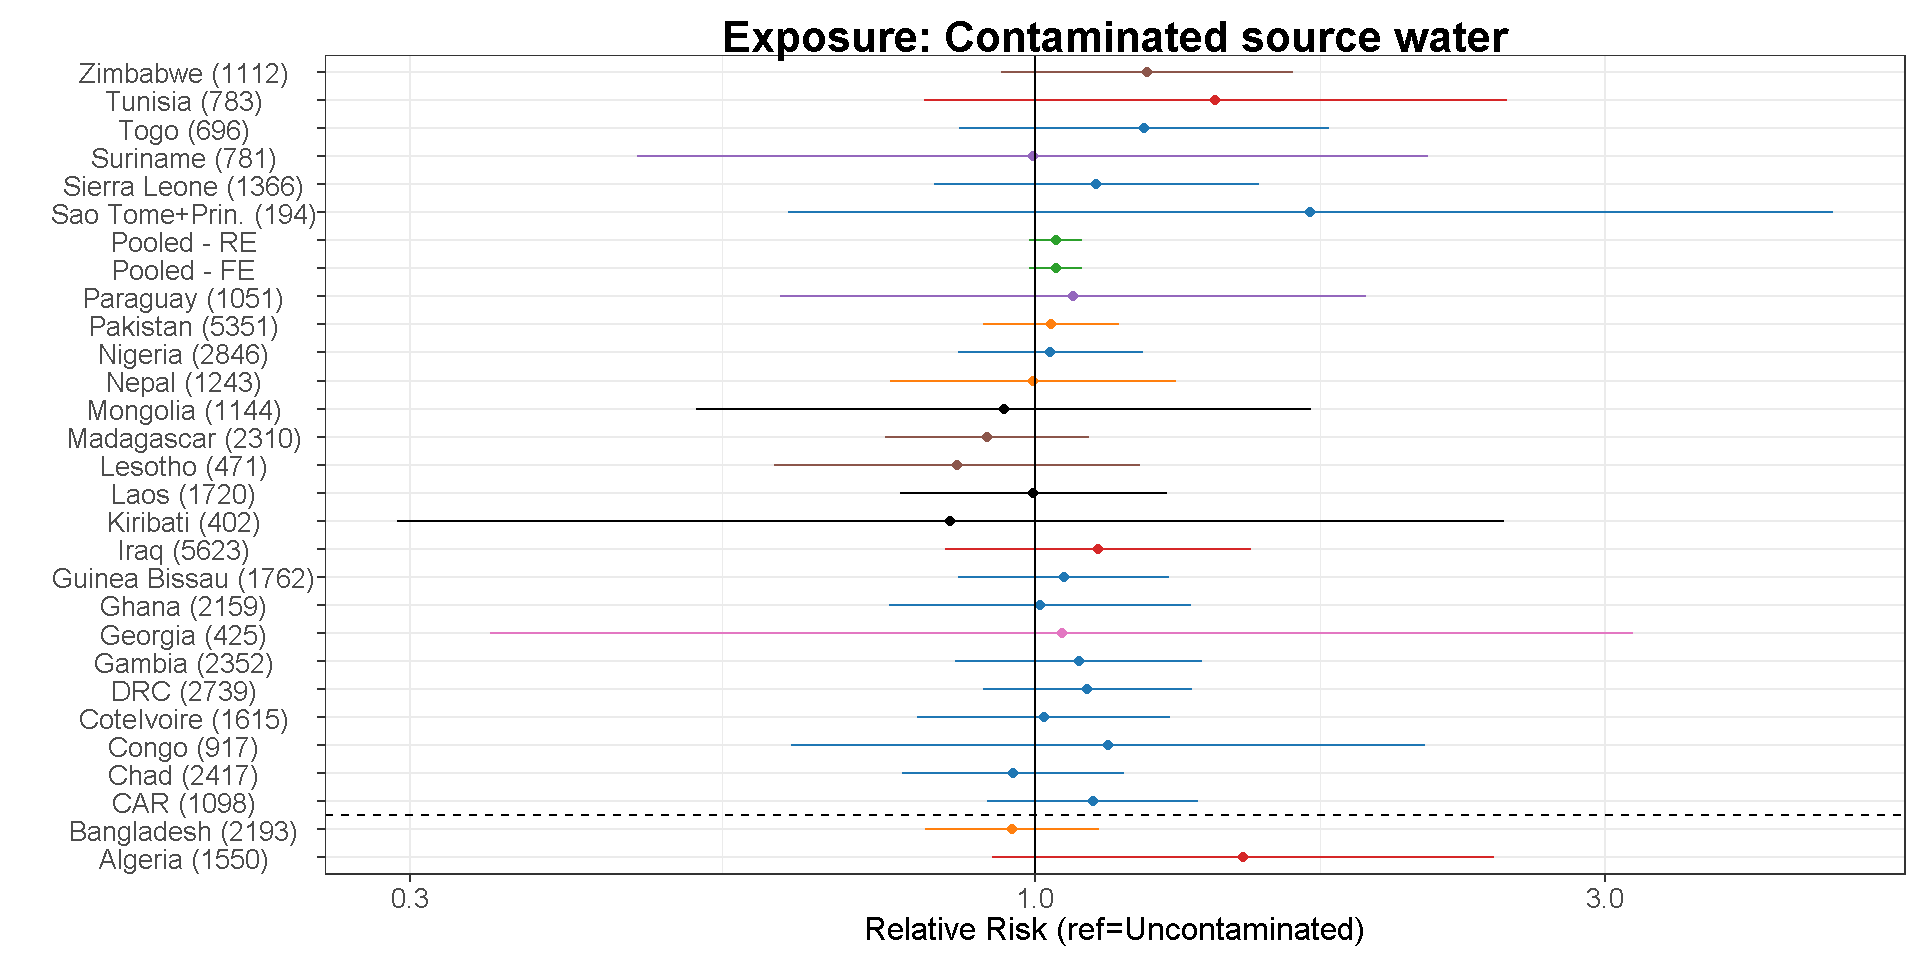 Exposure: Contaminated source water
Zimbabwe (1112)
Tunisia (783)
Togo (696)
Suriname (781)
Sierra Leone (1366)
Sao Tome+Prin. (194)
Pooled - RE
Pooled - FE
Paraguay (1051)
Pakistan (5351)
Nigeria (2846)
Nepal (1243)
Mongolia (1144)
Madagascar (2310)
Lesotho (471)
Laos (1720)
Kiribati (402)
Iraq (5623)
Guinea Bissau (1762)
Ghana (2159)
Georgia (425)
Gambia (2352)
DRC (2739)
CoteIvoire (1615)
Congo (917)
Chad (2417)
CAR (1098)
Bangladesh (2193)
Algeria (1550)
0.3 1.0 3.0
Relative Risk (ref=Uncontaminated)